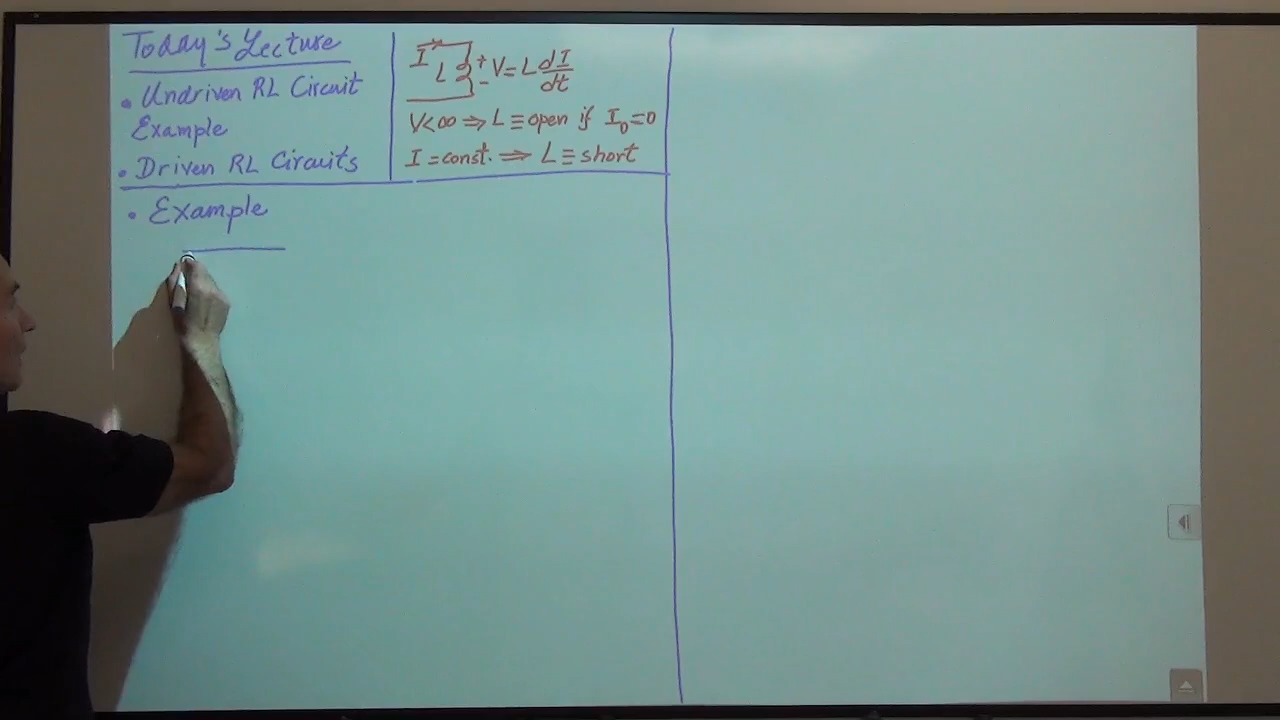 Today's Lecture
• Undriven RL Circuit
Example
• Driven RL Circuits
I L + - V = L dI/dt
V<∞ ⇒ L ≡ open if I₀=0
I = const. ⇒ L ≡ short
• Example